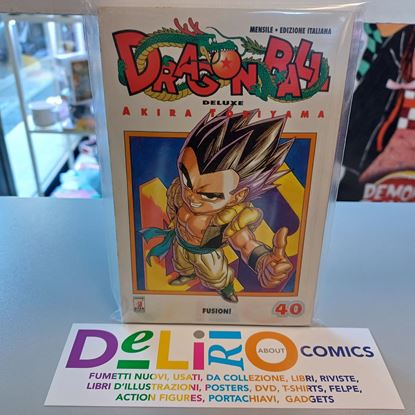 MENSILE • EDIZIONE ITALIANA
DRAGON BALL
DELUXE
AKIRA TORIYAMA
FUSION!
40
DELIRIO ABOUT COMICS
FUMETTI NUOVI, USATI, DA COLLEZIONE, LIBRI, RIVISTE,
LIBRI D'ILLUSTRAZIONI, POSTERS, DVD, T-SHIRTS, FELPE,
ACTION FIGURES, PORTACHIAVI, GADGETS
DEMON